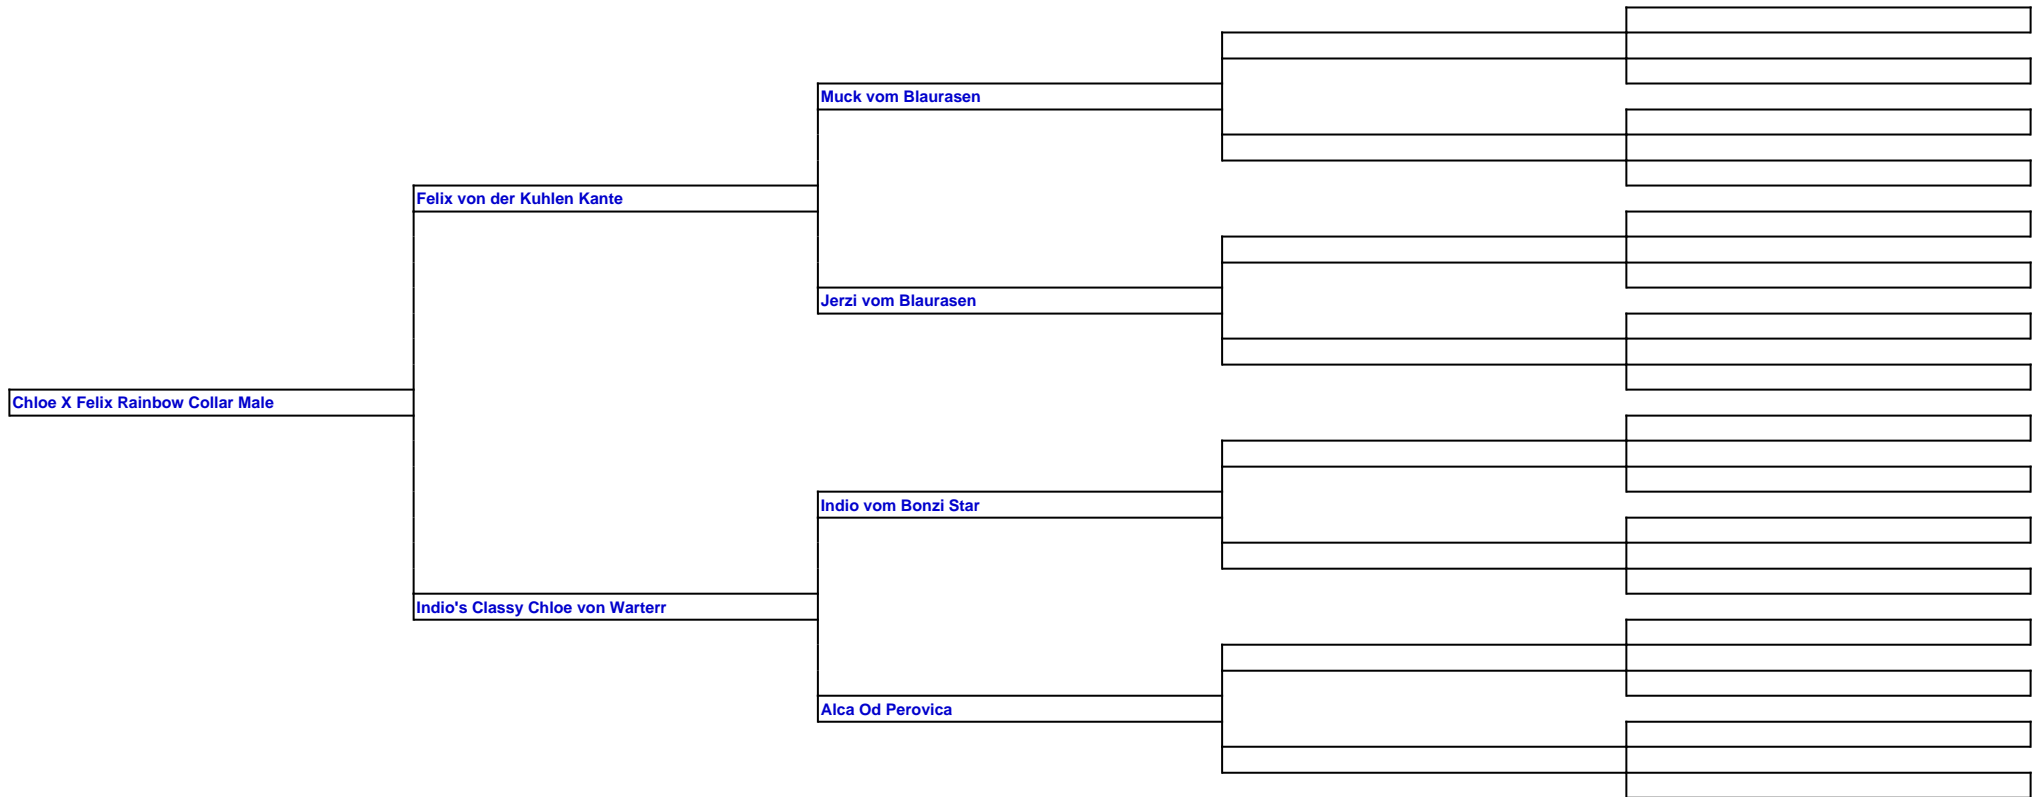 Muck vom Blaurasen
Felix von der Kuhlen Kante
Jerzi vom Blaurasen
Chloe X Felix Rainbow Collar Male
Indio vom Bonzi Star
Indio's Classy Chloe von Warterr
Alca Od Perovica